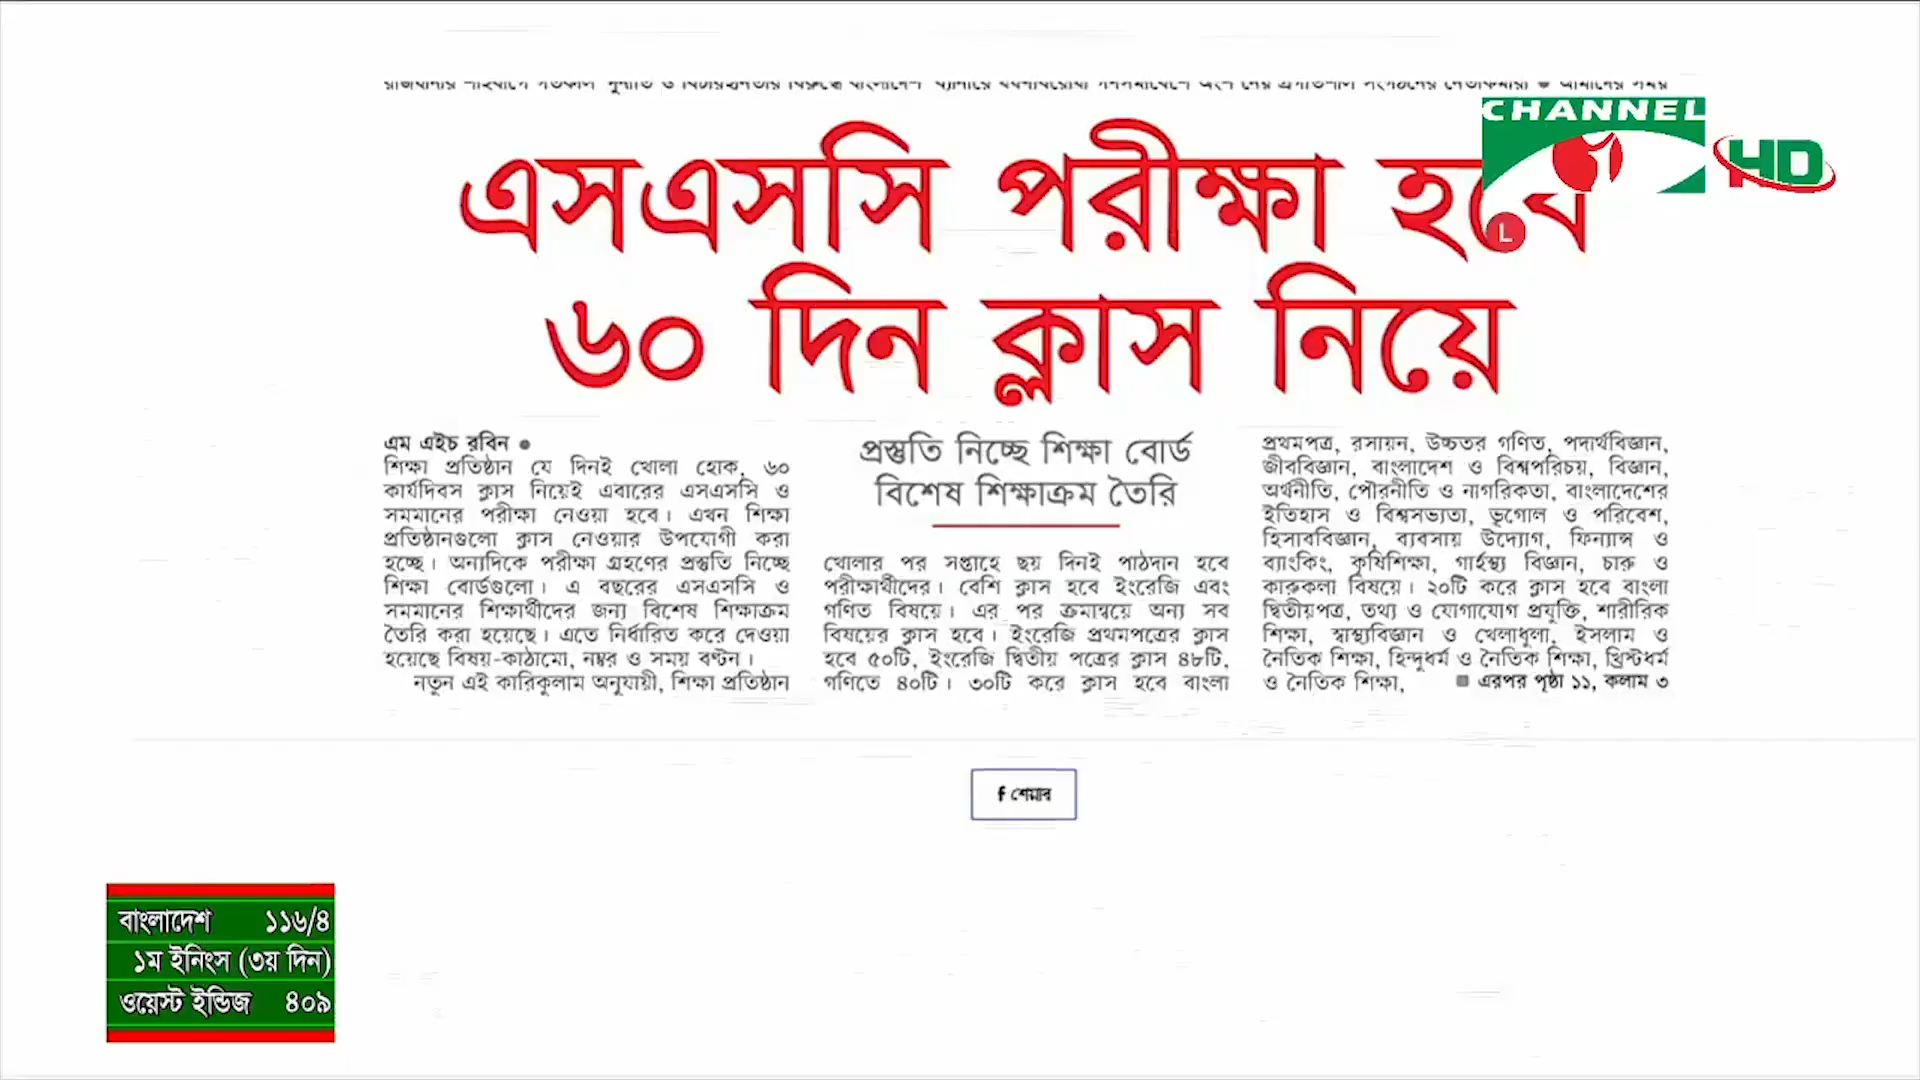 CHANNEL
HD
L
এসএসসি পরীক্ষা হবে
৬০ দিন ক্লাস নিয়ে
এম এইচ রবিন ●
শিক্ষা প্রতিষ্ঠান যে দিনই খোলা হোক, ৬০
কার্যদিবস ক্লাস নিয়েই এবারের এসএসসি ও
সমমানের পরীক্ষা নেওয়া হবে। এখন শিক্ষা
প্রতিষ্ঠানগুলো ক্লাস নেওয়ার উপযোগী করা
হচ্ছে। অন্যদিকে পরীক্ষা গ্রহণের প্রস্তুতি নিচ্ছে
শিক্ষা বোর্ডগুলো। এ বছরের এসএসসি ও
সমমানের শিক্ষার্থীদের জন্য বিশেষ শিক্ষাক্রম
তৈরি করা হয়েছে। এতে নির্ধারিত করে দেওয়া
হয়েছে বিষয়-কাঠামো, নম্বর ও সময় বণ্টন।
নতুন এই কারিকুলাম অনুযায়ী, শিক্ষা প্রতিষ্ঠান
প্রস্তুতি নিচ্ছে শিক্ষা বোর্ড
বিশেষ শিক্ষাক্রম তৈরি
খোলার পর সপ্তাহে ছয় দিনই পাঠদান হবে
পরীক্ষার্থীদের। বেশি ক্লাস হবে ইংরেজি এবং
গণিত বিষয়ে। এর পর ক্রমান্বয়ে অন্য সব
বিষয়ের ক্লাস হবে। ইংরেজি প্রথমপত্রের ক্লাস
হবে ৫০টি, ইংরেজি দ্বিতীয় পত্রের ক্লাস ৪৮টি,
গণিতে ৪০টি। ৩০টি করে ক্লাস হবে বাংলা
প্রথমপত্র, রসায়ন, উচ্চতর গণিত, পদার্থবিজ্ঞান,
জীববিজ্ঞান, বাংলাদেশ ও বিশ্বপরিচয়, বিজ্ঞান,
অর্থনীতি, পৌরনীতি ও নাগরিকতা, বাংলাদেশের
ইতিহাস ও বিশ্বসভ্যতা, ভূগোল ও পরিবেশ,
হিসাববিজ্ঞান, ব্যবসায় উদ্যোগ, ফিন্যান্স ও
ব্যাংকিং, কৃষিশিক্ষা, গার্হস্থ্য বিজ্ঞান, চারু ও
কারুকলা বিষয়ে। ২০টি করে ক্লাস হবে বাংলা
দ্বিতীয়পত্র, তথ্য ও যোগাযোগ প্রযুক্তি, শারীরিক
শিক্ষা, স্বাস্থ্যবিজ্ঞান ও খেলাধুলা, ইসলাম ও
নৈতিক শিক্ষা, হিন্দুধর্ম ও নৈতিক শিক্ষা, খ্রিস্টধর্ম
ও নৈতিক শিক্ষা, ■ এরপর পৃষ্ঠা ১১, কলাম ৩
f শেয়ার
বাংলাদেশ ১১৬/৪
১ম ইনিংস (৩য় দিন)
ওয়েস্ট ইন্ডিজ ৪০৯